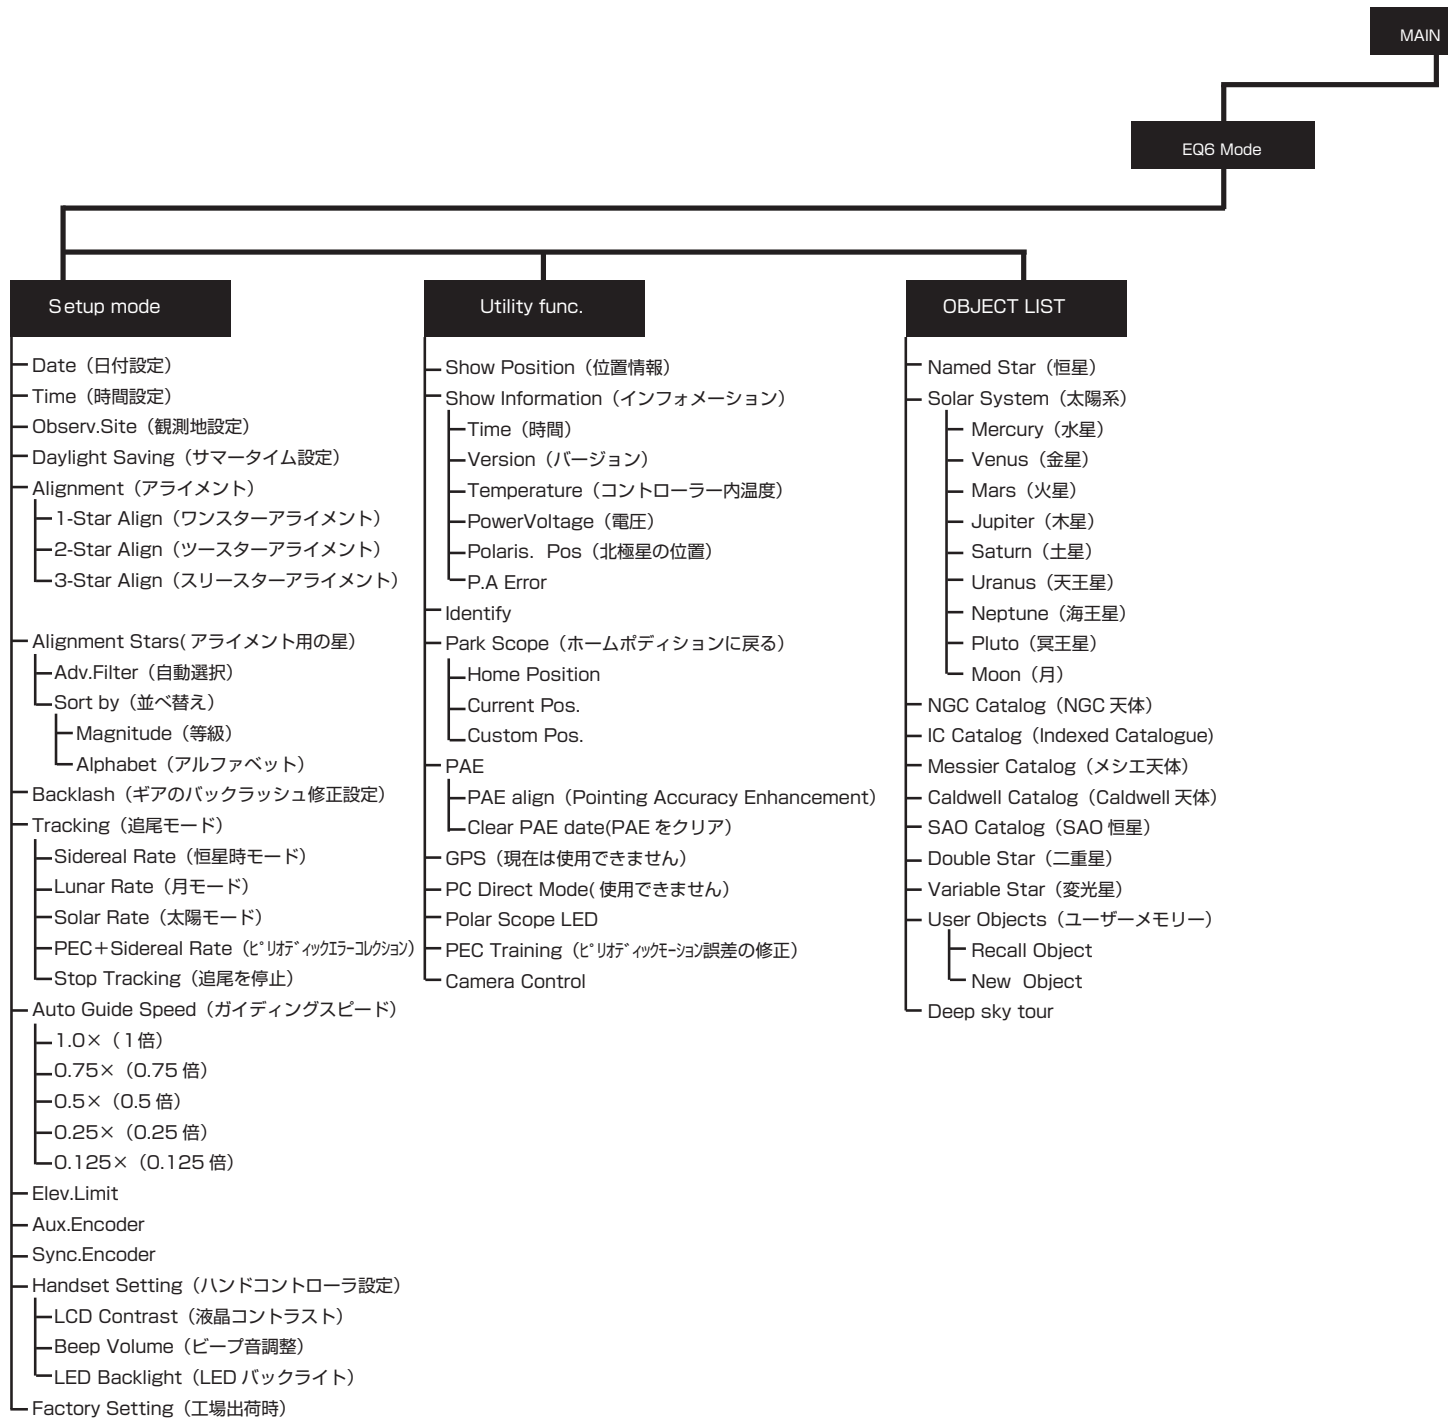 MAIN
EQ6 Mode
Setup mode
Date（日付設定）
Time（時間設定）
Observ.Site（観測地設定）
Daylight Saving（サマータイム設定）
Alignment（アライメント）
1-Star Align（ワンスターアライメント）
2-Star Align（ツースターアライメント）
3-Star Align（スリースターアライメント）
Alignment Stars(アライメント用の星）
Adv.Filter（自動選択）
Sort by（並べ替え）
Magnitude（等級）
Alphabet（アルファベット）
Backlash（ギアのバックラッシュ修正設定）
Tracking（追尾モード）
Sidereal Rate（恒星時モード）
Lunar Rate（月モード）
Solar Rate（太陽モード）
PEC＋Sidereal Rate（ﾋﾟﾘｵﾃﾞｨｯｸｴﾗｰｺﾚｸｼｮﾝ）
Stop Tracking（追尾を停止）
Auto Guide Speed（ガイディングスピード）
1.0×（1倍）
0.75×（0.75 倍）
0.5×（0.5 倍）
0.25×（0.25 倍）
0.125×（0.125 倍）
Elev.Limit
Aux.Encoder
Sync.Encoder
Handset Setting（ハンドコントローラ設定）
LCD Contrast（液晶コントラスト）
Beep Volume（ビープ音調整）
LED Backlight（LED バックライト）
Factory Setting（工場出荷時）
Utility func.
Show Position（位置情報）
Show Information（インフォメーション）
Time（時間）
Version（バージョン）
Temperature（コントローラー内温度）
PowerVoltage（電圧）
Polaris. Pos（北極星の位置）
P.A Error
Identify
Park Scope（ホームポディションに戻る）
Home Position
Current Pos.
Custom Pos.
PAE
PAE align（Pointing Accuracy Enhancement）
Clear PAE date(PAE をクリア）
GPS（現在は使用できません）
PC Direct Mode(使用できません）
Polar Scope LED
PEC Training（ﾋﾟﾘｵﾃﾞｨｯｸﾓｰｼｮﾝ誤差の修正）
Camera Control
OBJECT LIST
Named Star（恒星）
Solar System（太陽系）
Mercury（水星）
Venus（金星）
Mars（火星）
Jupiter（木星）
Saturn（土星）
Uranus（天王星）
Neptune（海王星）
Pluto（冥王星）
Moon（月）
NGC Catalog（NGC 天体）
IC Catalog（Indexed Catalogue)
Messier Catalog（メシエ天体）
Caldwell Catalog（Caldwell 天体）
SAO Catalog（SAO 恒星）
Double Star（二重星）
Variable Star（変光星）
User Objects（ユーザーメモリー）
Recall Object
New Object
Deep sky tour